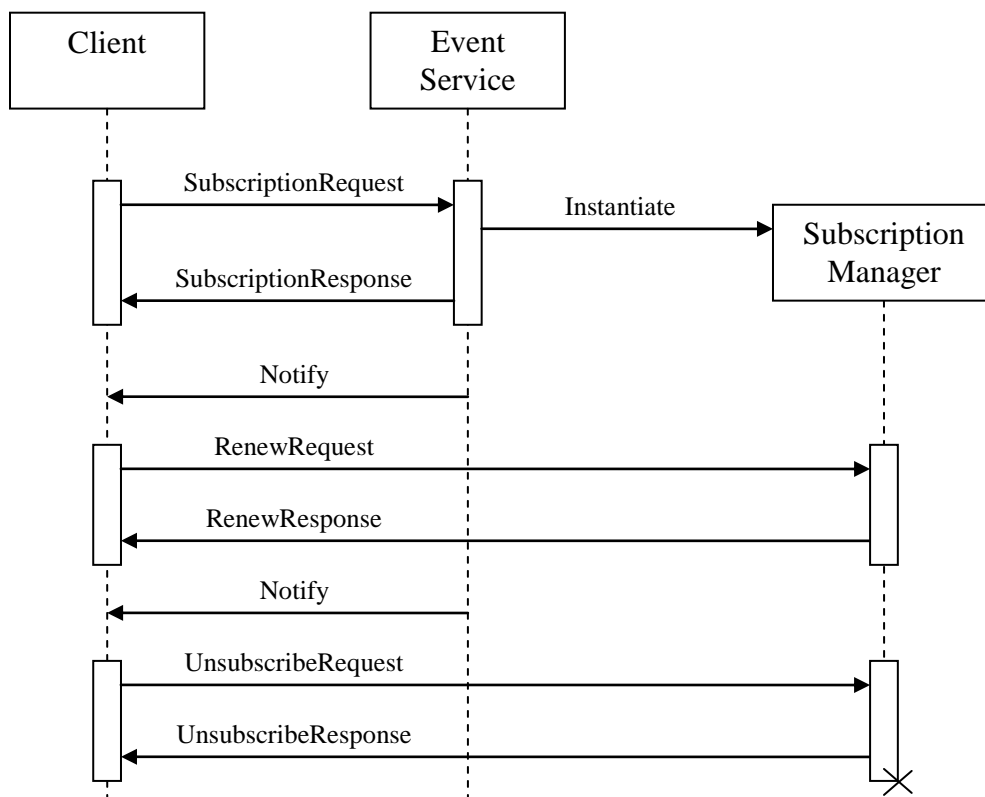 Client
Event
Service
SubscriptionRequest
Instantiate
Subscription
Manager
SubscriptionResponse
Notify
RenewRequest
RenewResponse
Notify
UnsubscribeRequest
UnsubscribeResponse